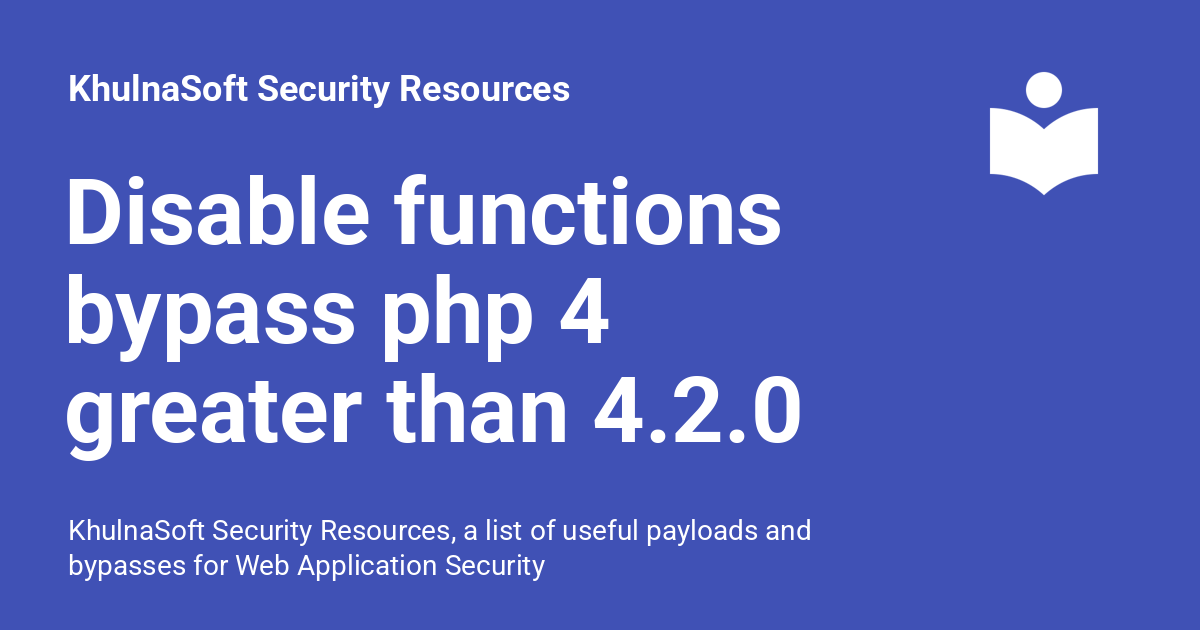 KhulnaSoft Security Resources
Disable functions
bypass php 4
greater than 4.2.0
KhulnaSoft Security Resources, a list of useful payloads and
bypasses for Web Application Security